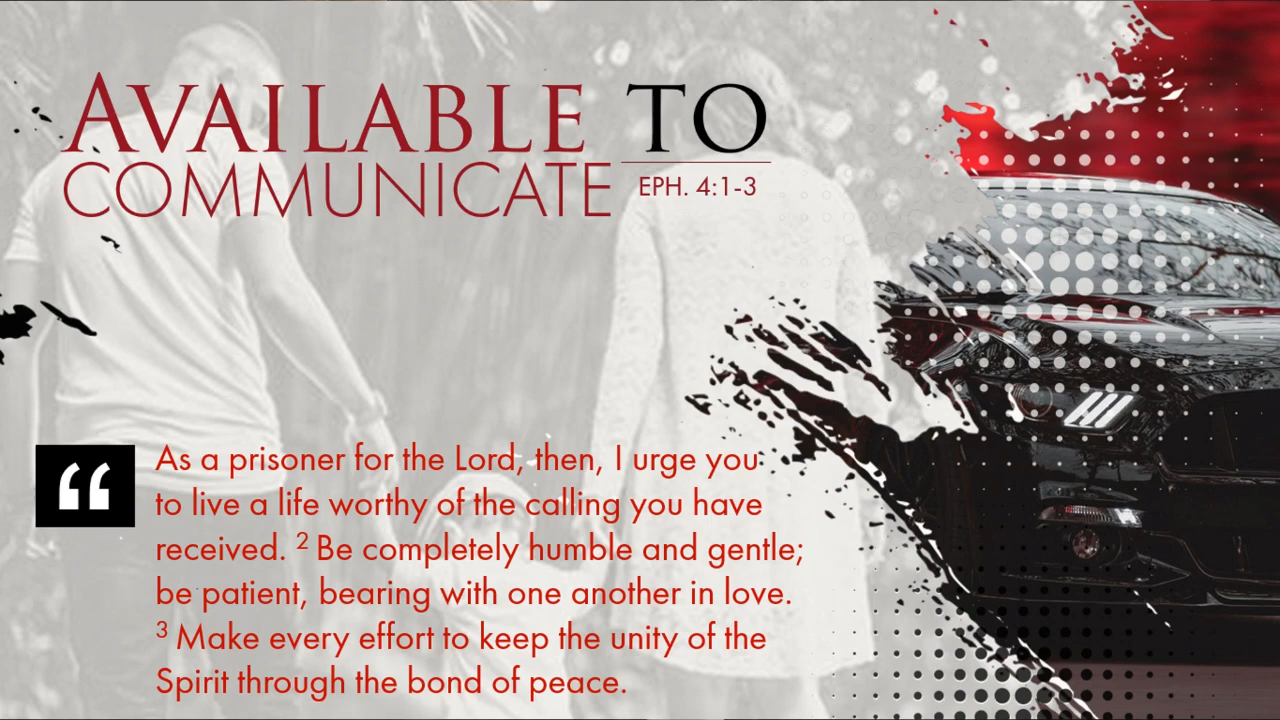 AVAILABLE TO
COMMUNICATE EPH. 4:1-3
“
As a prisoner for the Lord, then, I urge you
to live a life worthy of the calling you have
received. ² Be completely humble and gentle;
be patient, bearing with one another in love.
³ Make every effort to keep the unity of the
Spirit through the bond of peace.